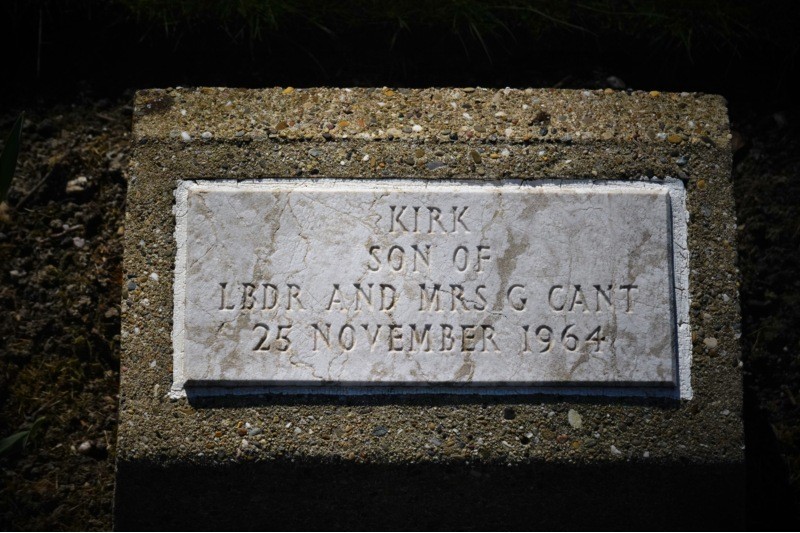 KIRK
SON OF
LBDR AND MRS G CANT
25 NOVEMBER 1964